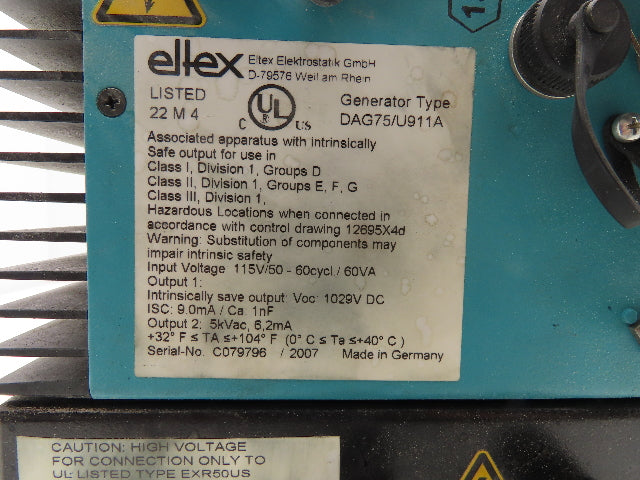 eltex
Eltex Elektrostatik GmbH
D-79576 Weil am Rhein
LISTED
22 M 4
C UL US
Generator Type
DAG75/U911A
Associated apparatus with intrinsically
Safe output for use in
Class I, Division 1, Groups D
Class II, Division 1, Groups E, F, G
Class III, Division 1,
Hazardous Locations when connected in
accordance with control drawing 12695X4d
Warning: Substitution of components may
impair intrinsic safety
Input Voltage 115V/50 - 60cycl / 60VA
Output 1:
Intrinsically save output: Voc: 1029V DC
ISC: 9.0mA / Ca: 1nF
Output 2: 5kVac, 6,2mA
+32° F ≤ TA ≤+104° F (0° C ≤ Ta ≤+40° C )
Serial-No. C079796 / 2007 Made in Germany
CAUTION: HIGH VOLTAGE
FOR CONNECTION ONLY TO
UL LISTED TYPE EXR50US